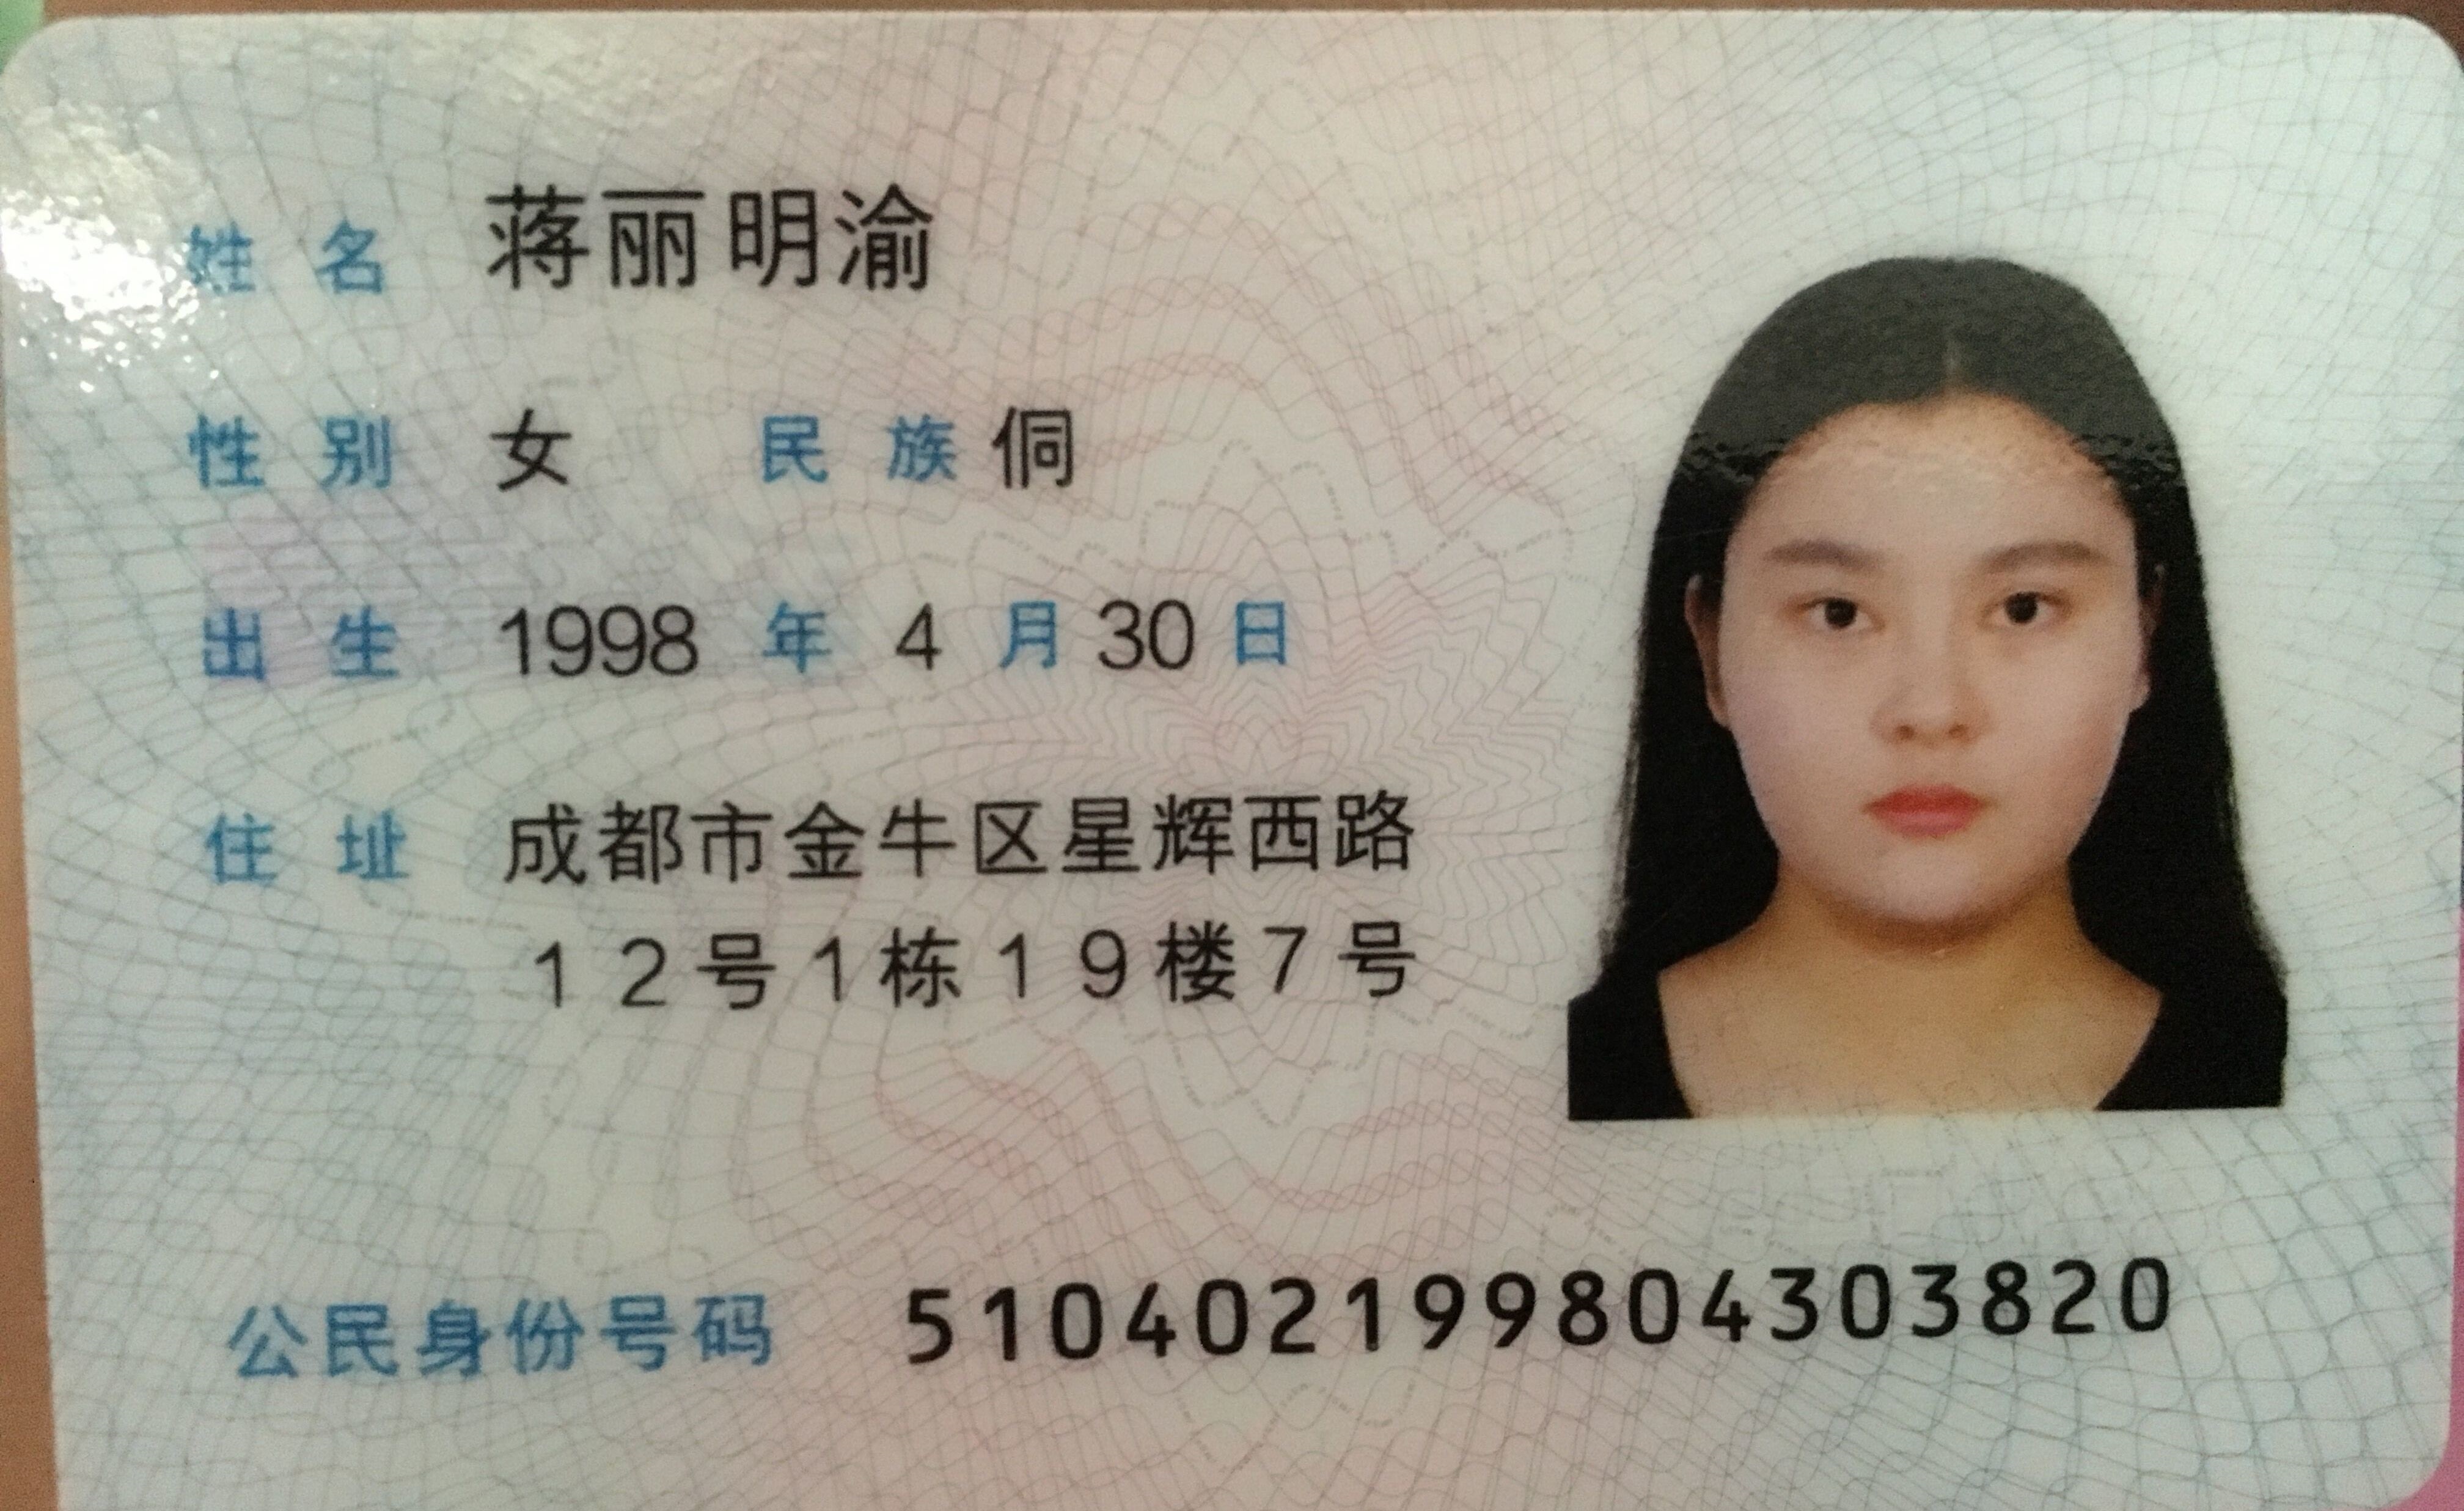 姓名 蒋丽明渝
性别 女 民族 侗
出生 1998 年 4 月 30 日
住址 成都市金牛区星辉西路
12号1栋19楼7号
公民身份号码 510402199804303820